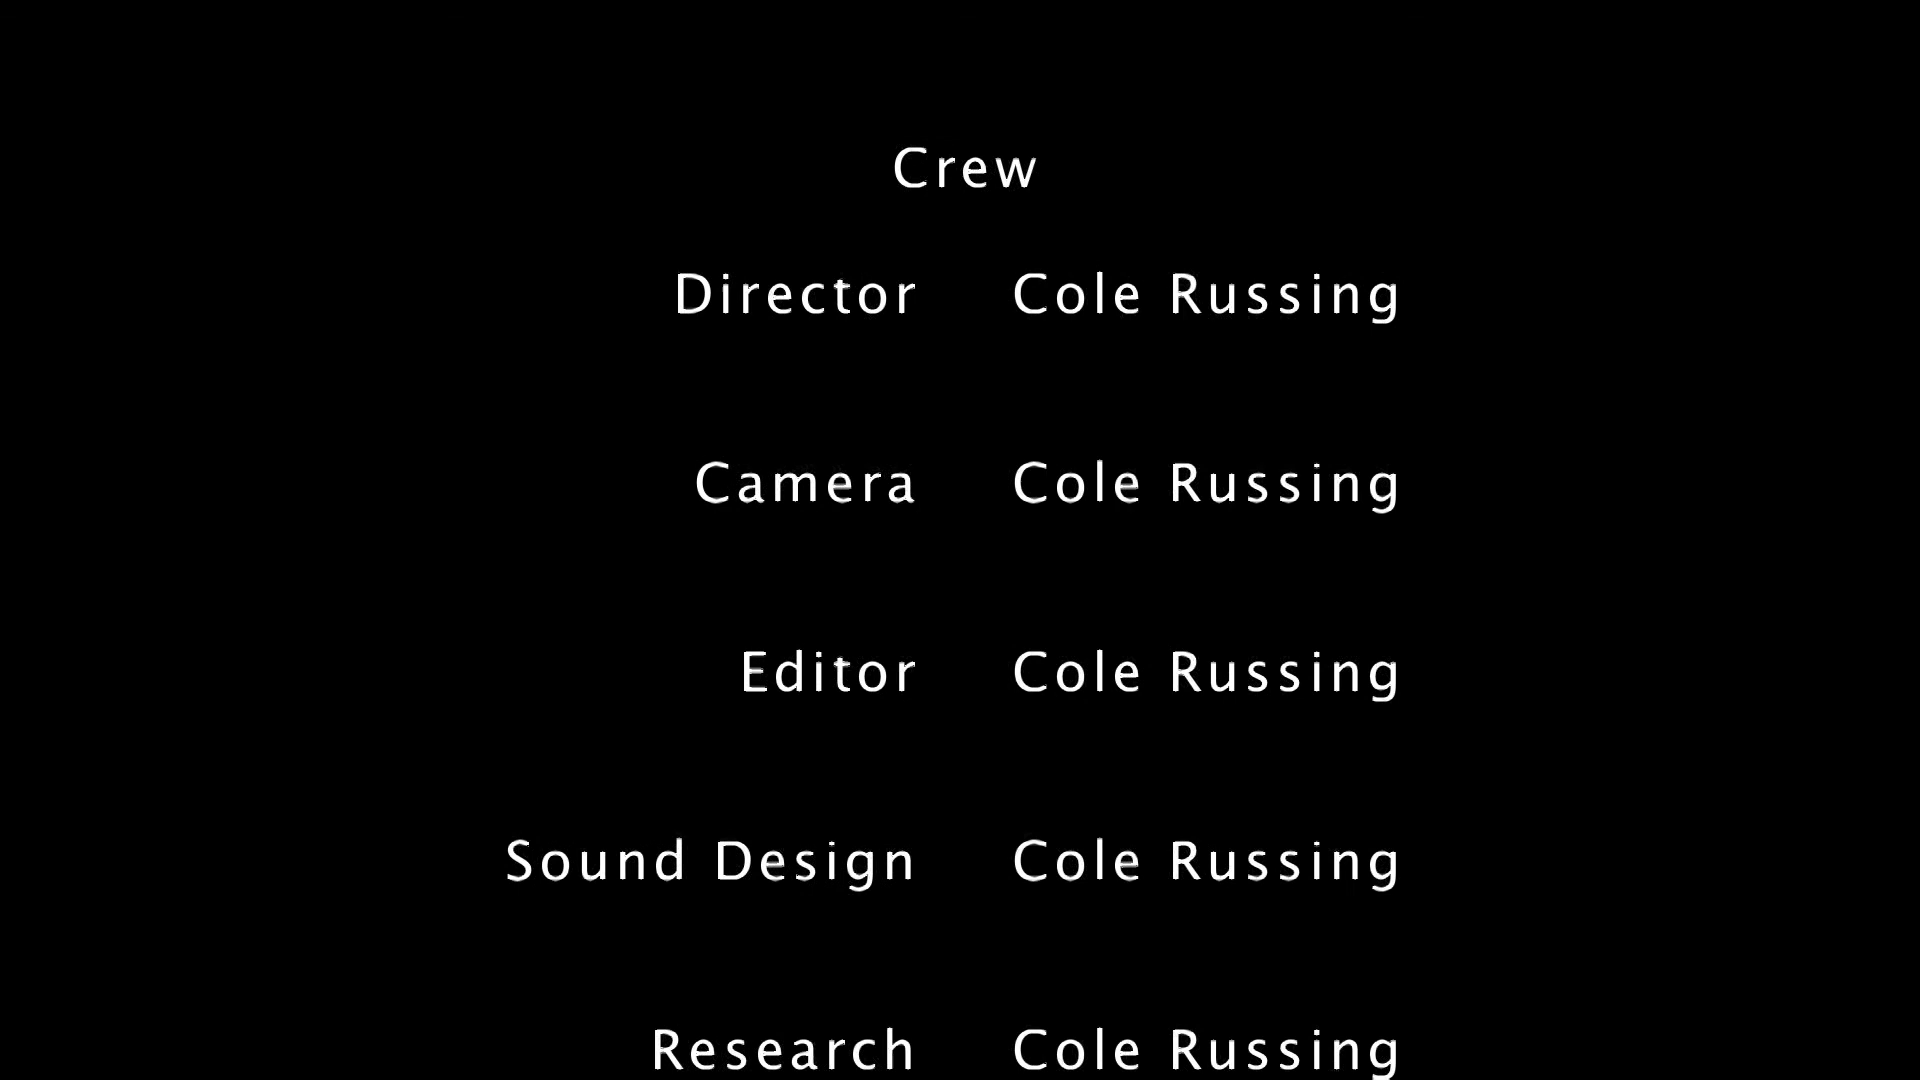 Crew
Director Cole Russing
Camera Cole Russing
Editor Cole Russing
Sound Design Cole Russing
Research Cole Russing